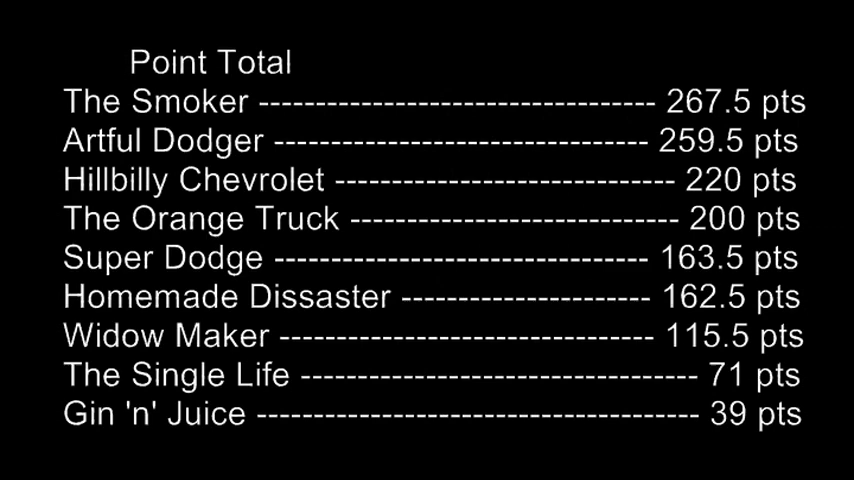 Point Total
The Smoker ----------------------------------- 267.5 pts
Artful Dodger --------------------------------- 259.5 pts
Hillbilly Chevrolet ------------------------------ 220 pts
The Orange Truck ----------------------------- 200 pts
Super Dodge --------------------------------- 163.5 pts
Homemade Dissaster ---------------------- 162.5 pts
Widow Maker --------------------------------- 115.5 pts
The Single Life ----------------------------------- 71 pts
Gin 'n' Juice --------------------------------------- 39 pts